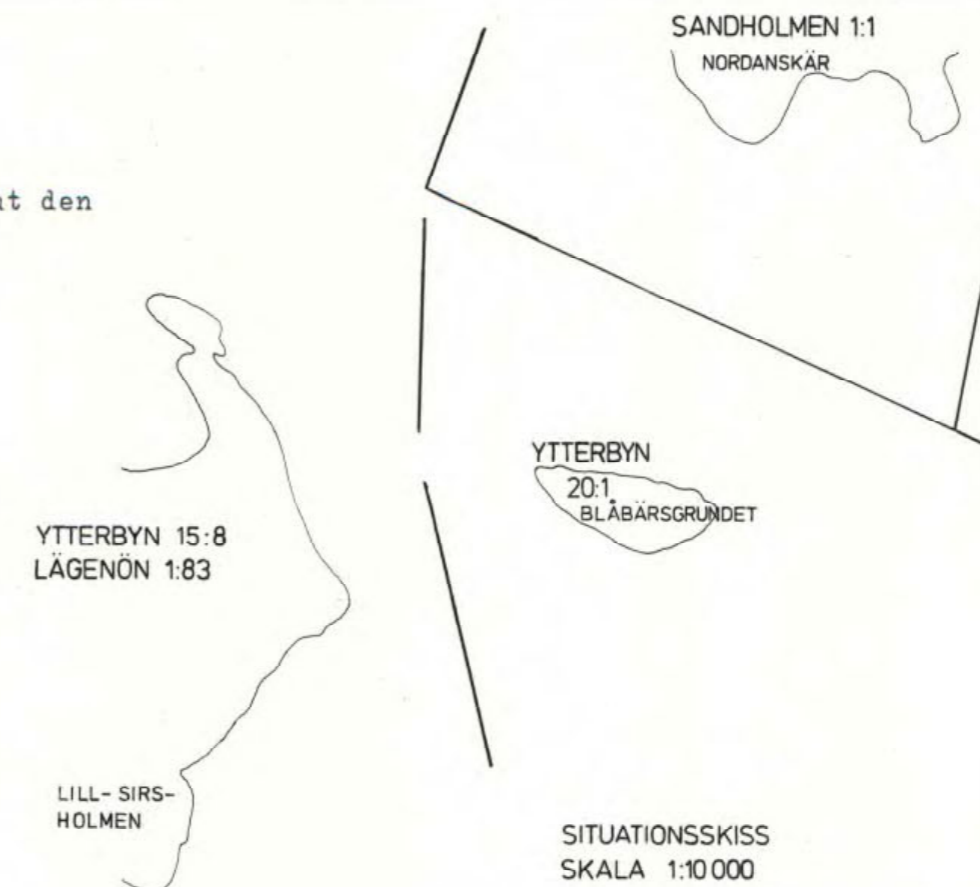 SANDHOLMEN 1:1
NORDANSKÄR
den
YTTERBYN
20:1
BLÅBÄRSGRUNDET
YTTERBYN 15:8
LÄGENÖN 1:83
LILL-SIRS-
HOLMEN
SITUATIONSSKISS
SKALA 1:10 000